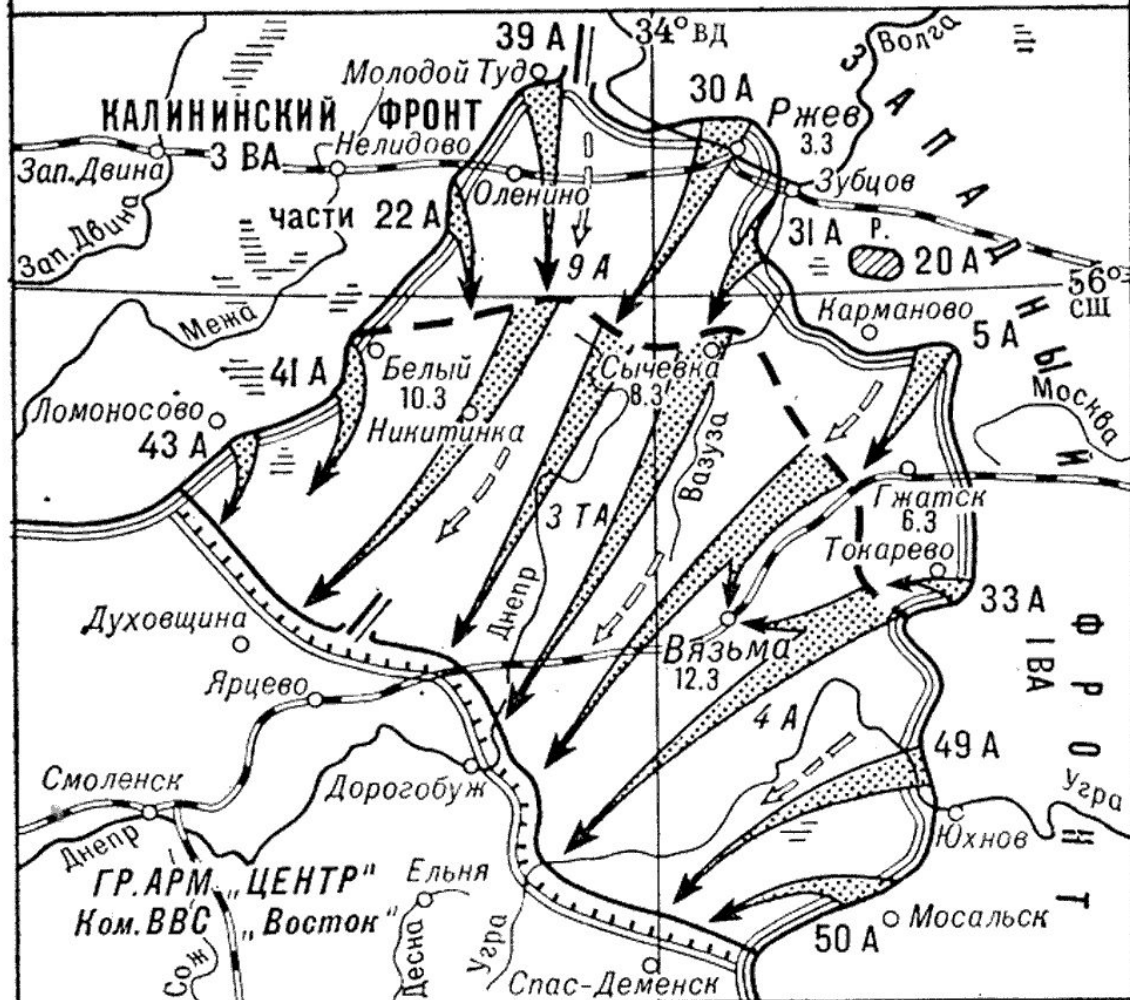 39 А
34° ВД
Волга
Молодой Туд
30 А
Ржев
3.3
КАЛИНИНСКИЙ ФРОНТ
ЗАПАДНЫЙ ФРОНТ
Зап. Двина
3 ВА
Нелидово
Оленино
Зубцов
части 22 А
31 А
Р.
20 А
Зап. Двина
9 А
56°
СШ
Межа
Карманово
5 А
41 А
Белый
10.3
Сычевка
8.3
Москва
Ломоносово
Никитинка
43 А
Вазуза
Гжатск
6.3
3 ТА
Токарево
Днепр
33 А
Духовщина
Вязьма
12.3
1 ВА
Ярцево
4 А
49 А
Смоленск
Дорогобуж
Угра
Юхнов
Днепр
ГР. АРМ „ЦЕНТР"
Ельня
Ком. ВВС „Восток"
Мосальск
50 А
Сож
Десна
Угра
Спас-Деменск